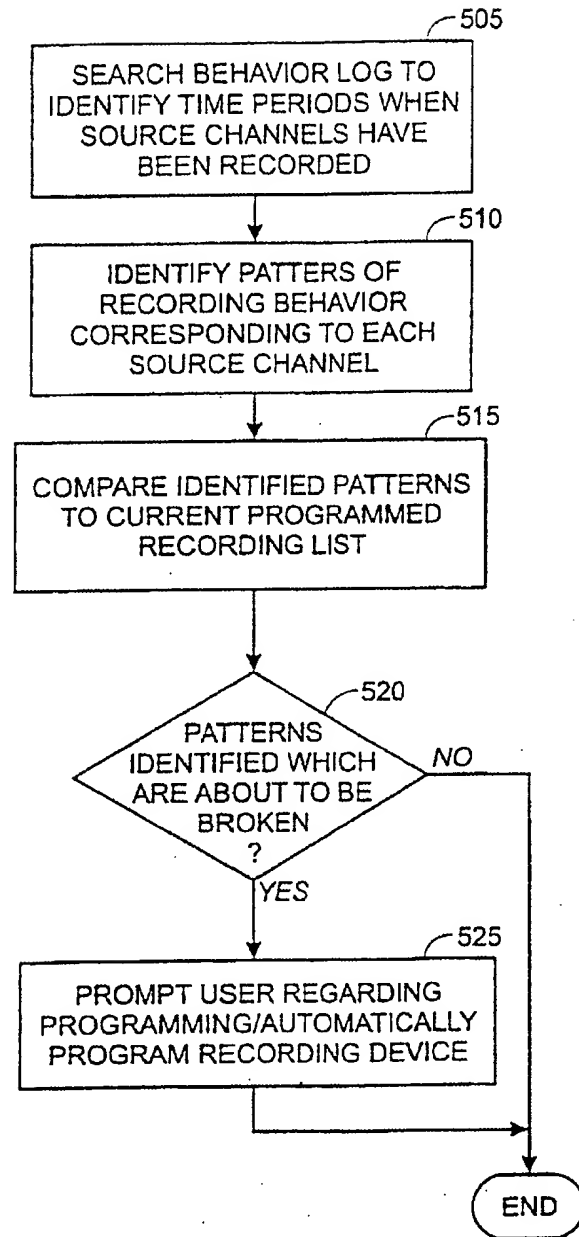 505
SEARCH BEHAVIOR LOG TO
IDENTIFY TIME PERIODS WHEN
SOURCE CHANNELS HAVE
BEEN RECORDED
510
IDENTIFY PATTERS OF
RECORDING BEHAVIOR
CORRESPONDING TO EACH
SOURCE CHANNEL
515
COMPARE IDENTIFIED PATTERNS
TO CURRENT PROGRAMMED
RECORDING LIST
520
PATTERNS
IDENTIFIED WHICH
ARE ABOUT TO BE
BROKEN
?
NO
YES
525
PROMPT USER REGARDING
PROGRAMMING/AUTOMATICALLY
PROGRAM RECORDING DEVICE
END